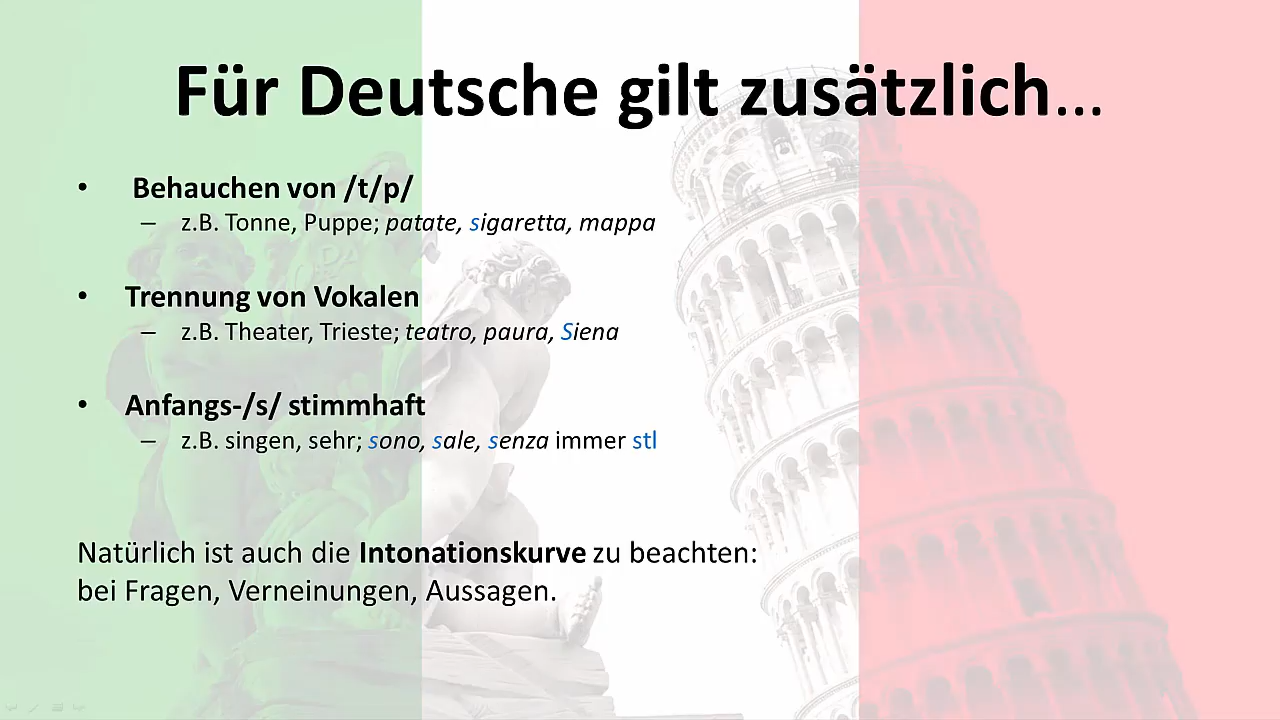 Für Deutsche gilt zusätzlich...
• Behauchen von /t/p/
– z.B. Tonne, Puppe; patate, sigaretta, mappa
• Trennung von Vokalen
– z.B. Theater, Trieste; teatro, paura, Siena
• Anfangs-/s/ stimmhaft
– z.B. singen, sehr; sono, sale, senza immer stl
Natürlich ist auch die Intonationskurve zu beachten:
bei Fragen, Verneinungen, Aussagen.